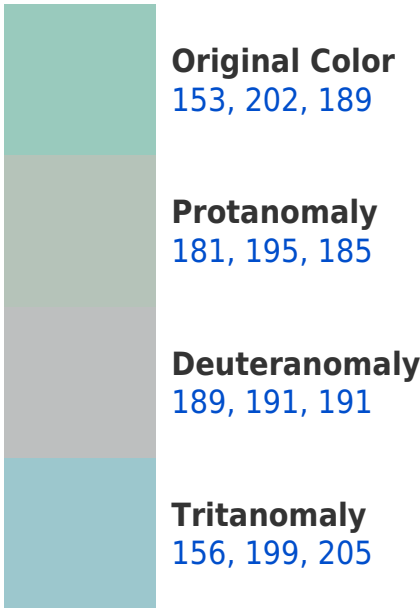 Original Color
153, 202, 189
Protanomaly
181, 195, 185
Deuteranomaly
189, 191, 191
Tritanomaly
156, 199, 205